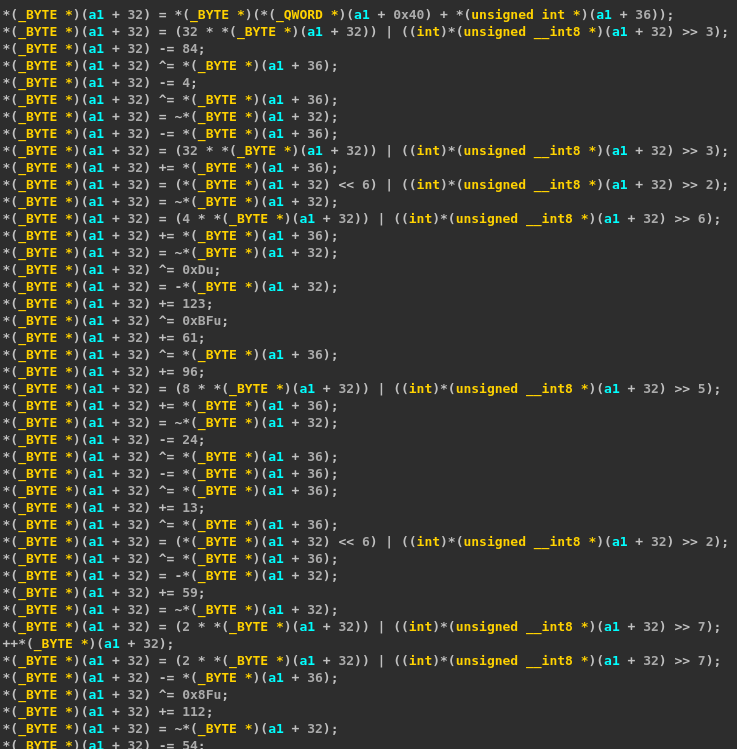 *(_BYTE *)(a1 + 32) = *(_BYTE *)(*(_QWORD *)(a1 + 0x40) + *(unsigned int *)(a1 + 36));
*(_BYTE *)(a1 + 32) = (32 * *(_BYTE *)(a1 + 32)) | ((int)*(unsigned __int8 *)(a1 + 32) >> 3);
*(_BYTE *)(a1 + 32) -= 84;
*(_BYTE *)(a1 + 32) ^= *(_BYTE *)(a1 + 36);
*(_BYTE *)(a1 + 32) -= 4;
*(_BYTE *)(a1 + 32) ^= *(_BYTE *)(a1 + 36);
*(_BYTE *)(a1 + 32) = ~*(_BYTE *)(a1 + 32);
*(_BYTE *)(a1 + 32) -= *(_BYTE *)(a1 + 36);
*(_BYTE *)(a1 + 32) = (32 * *(_BYTE *)(a1 + 32)) | ((int)*(unsigned __int8 *)(a1 + 32) >> 3);
*(_BYTE *)(a1 + 32) += *(_BYTE *)(a1 + 36);
*(_BYTE *)(a1 + 32) = (*(_BYTE *)(a1 + 32) << 6) | ((int)*(unsigned __int8 *)(a1 + 32) >> 2);
*(_BYTE *)(a1 + 32) = ~*(_BYTE *)(a1 + 32);
*(_BYTE *)(a1 + 32) = (4 * *(_BYTE *)(a1 + 32)) | ((int)*(unsigned __int8 *)(a1 + 32) >> 6);
*(_BYTE *)(a1 + 32) += *(_BYTE *)(a1 + 36);
*(_BYTE *)(a1 + 32) = ~*(_BYTE *)(a1 + 32);
*(_BYTE *)(a1 + 32) ^= 0xDu;
*(_BYTE *)(a1 + 32) = -*(_BYTE *)(a1 + 32);
*(_BYTE *)(a1 + 32) += 123;
*(_BYTE *)(a1 + 32) ^= 0xBFu;
*(_BYTE *)(a1 + 32) += 61;
*(_BYTE *)(a1 + 32) ^= *(_BYTE *)(a1 + 36);
*(_BYTE *)(a1 + 32) += 96;
*(_BYTE *)(a1 + 32) = (8 * *(_BYTE *)(a1 + 32)) | ((int)*(unsigned __int8 *)(a1 + 32) >> 5);
*(_BYTE *)(a1 + 32) += *(_BYTE *)(a1 + 36);
*(_BYTE *)(a1 + 32) = ~*(_BYTE *)(a1 + 32);
*(_BYTE *)(a1 + 32) -= 24;
*(_BYTE *)(a1 + 32) ^= *(_BYTE *)(a1 + 36);
*(_BYTE *)(a1 + 32) -= *(_BYTE *)(a1 + 36);
*(_BYTE *)(a1 + 32) ^= *(_BYTE *)(a1 + 36);
*(_BYTE *)(a1 + 32) += 13;
*(_BYTE *)(a1 + 32) ^= *(_BYTE *)(a1 + 36);
*(_BYTE *)(a1 + 32) = (*(_BYTE *)(a1 + 32) << 6) | ((int)*(unsigned __int8 *)(a1 + 32) >> 2);
*(_BYTE *)(a1 + 32) ^= *(_BYTE *)(a1 + 36);
*(_BYTE *)(a1 + 32) = -*(_BYTE *)(a1 + 32);
*(_BYTE *)(a1 + 32) += 59;
*(_BYTE *)(a1 + 32) = ~*(_BYTE *)(a1 + 32);
*(_BYTE *)(a1 + 32) = (2 * *(_BYTE *)(a1 + 32)) | ((int)*(unsigned __int8 *)(a1 + 32) >> 7);
++*(_BYTE *)(a1 + 32);
*(_BYTE *)(a1 + 32) = (2 * *(_BYTE *)(a1 + 32)) | ((int)*(unsigned __int8 *)(a1 + 32) >> 7);
*(_BYTE *)(a1 + 32) -= *(_BYTE *)(a1 + 36);
*(_BYTE *)(a1 + 32) ^= 0x8Fu;
*(_BYTE *)(a1 + 32) += 112;
*(_BYTE *)(a1 + 32) = ~*(_BYTE *)(a1 + 32);
*(_BYTE *)(a1 + 32) -= 54;